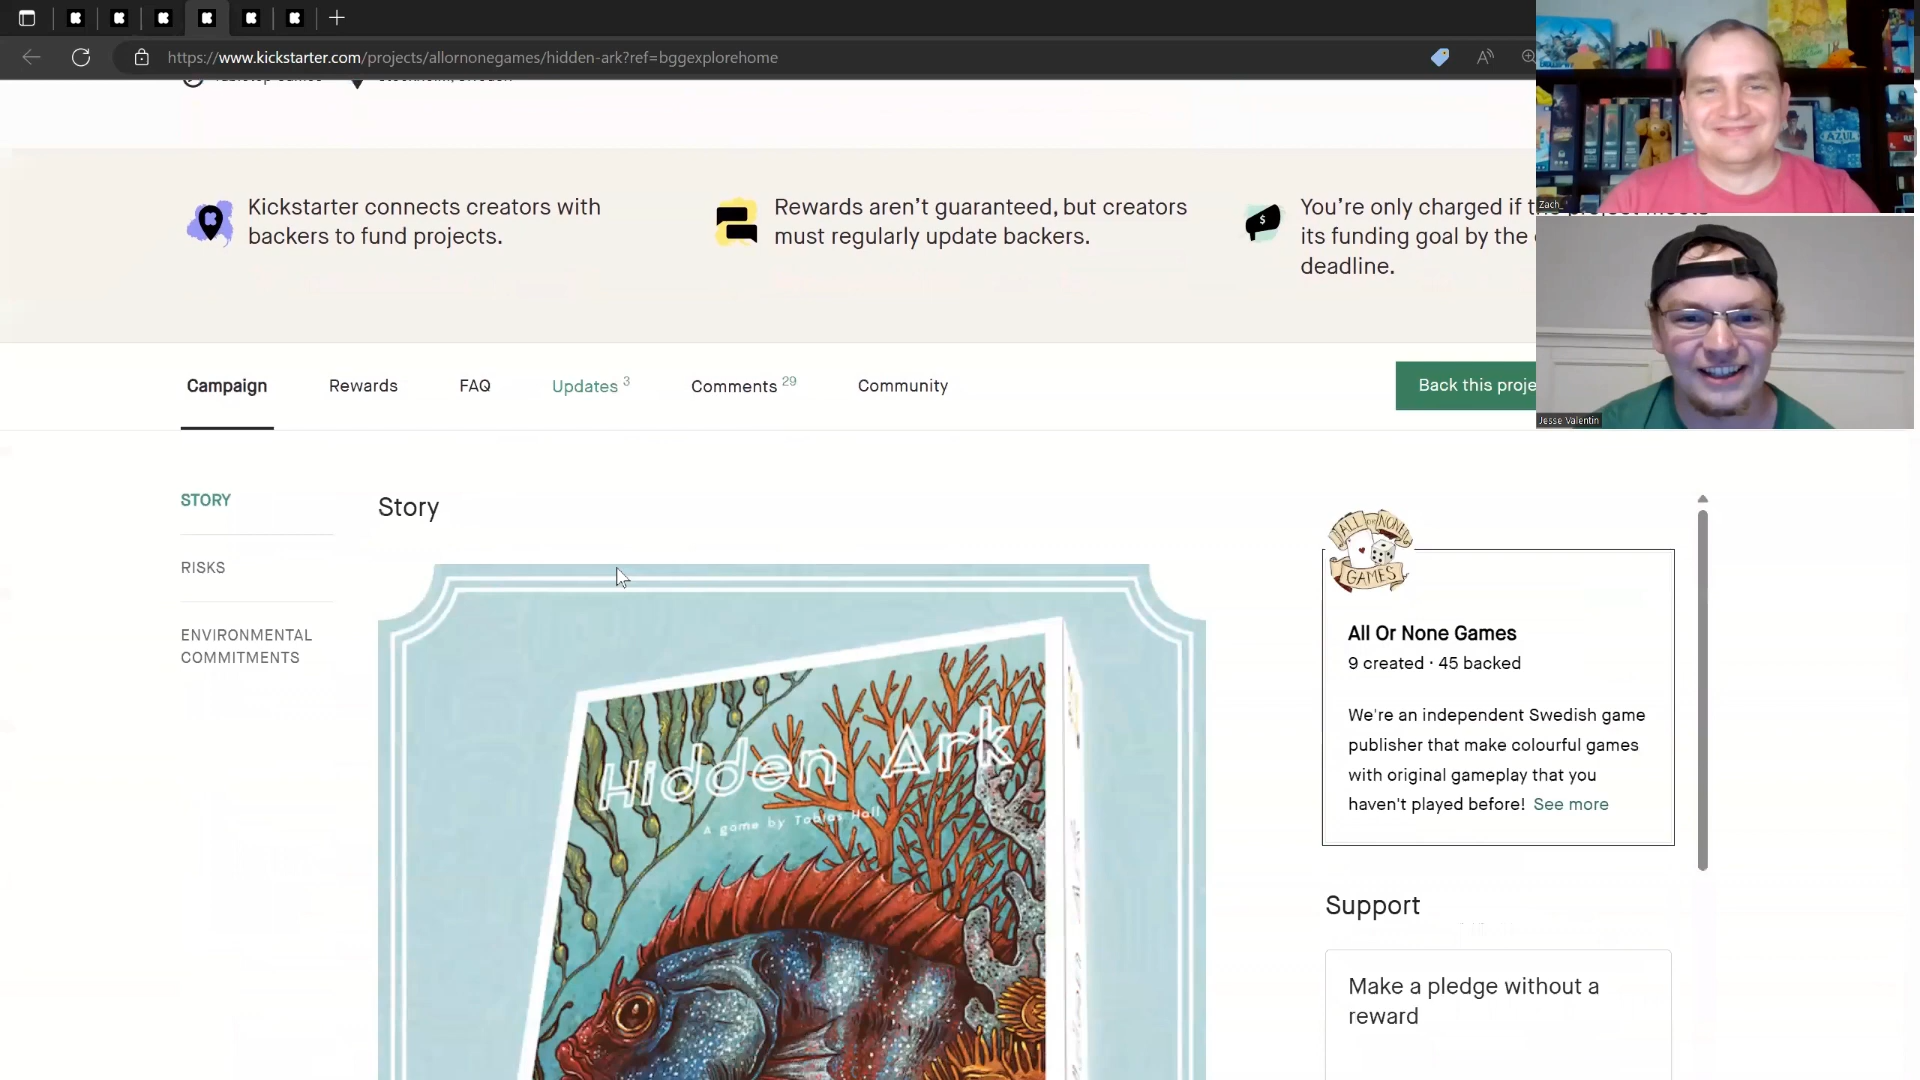 https://www.kickstarter.com/projects/allornonegames/hidden-ark?ref=bggexplorehome
Kickstarter connects creators with
backers to fund projects.
Rewards aren't guaranteed, but creators
must regularly update backers.
You're only charged if
its funding goal by the
deadline.
Zach_
AZUL
Jesse Valentin
Campaign
Rewards
FAQ
Updates 3
Comments 29
Community
Back this proje
STORY
RISKS
ENVIRONMENTAL
COMMITMENTS
Story
Hidden Ark
A game by Tobias Hall
ALL OR NONE
GAMES
All Or None Games
9 created · 45 backed
We're an independent Swedish game
publisher that make colourful games
with original gameplay that you
haven't played before! See more
Support
Make a pledge without a
reward